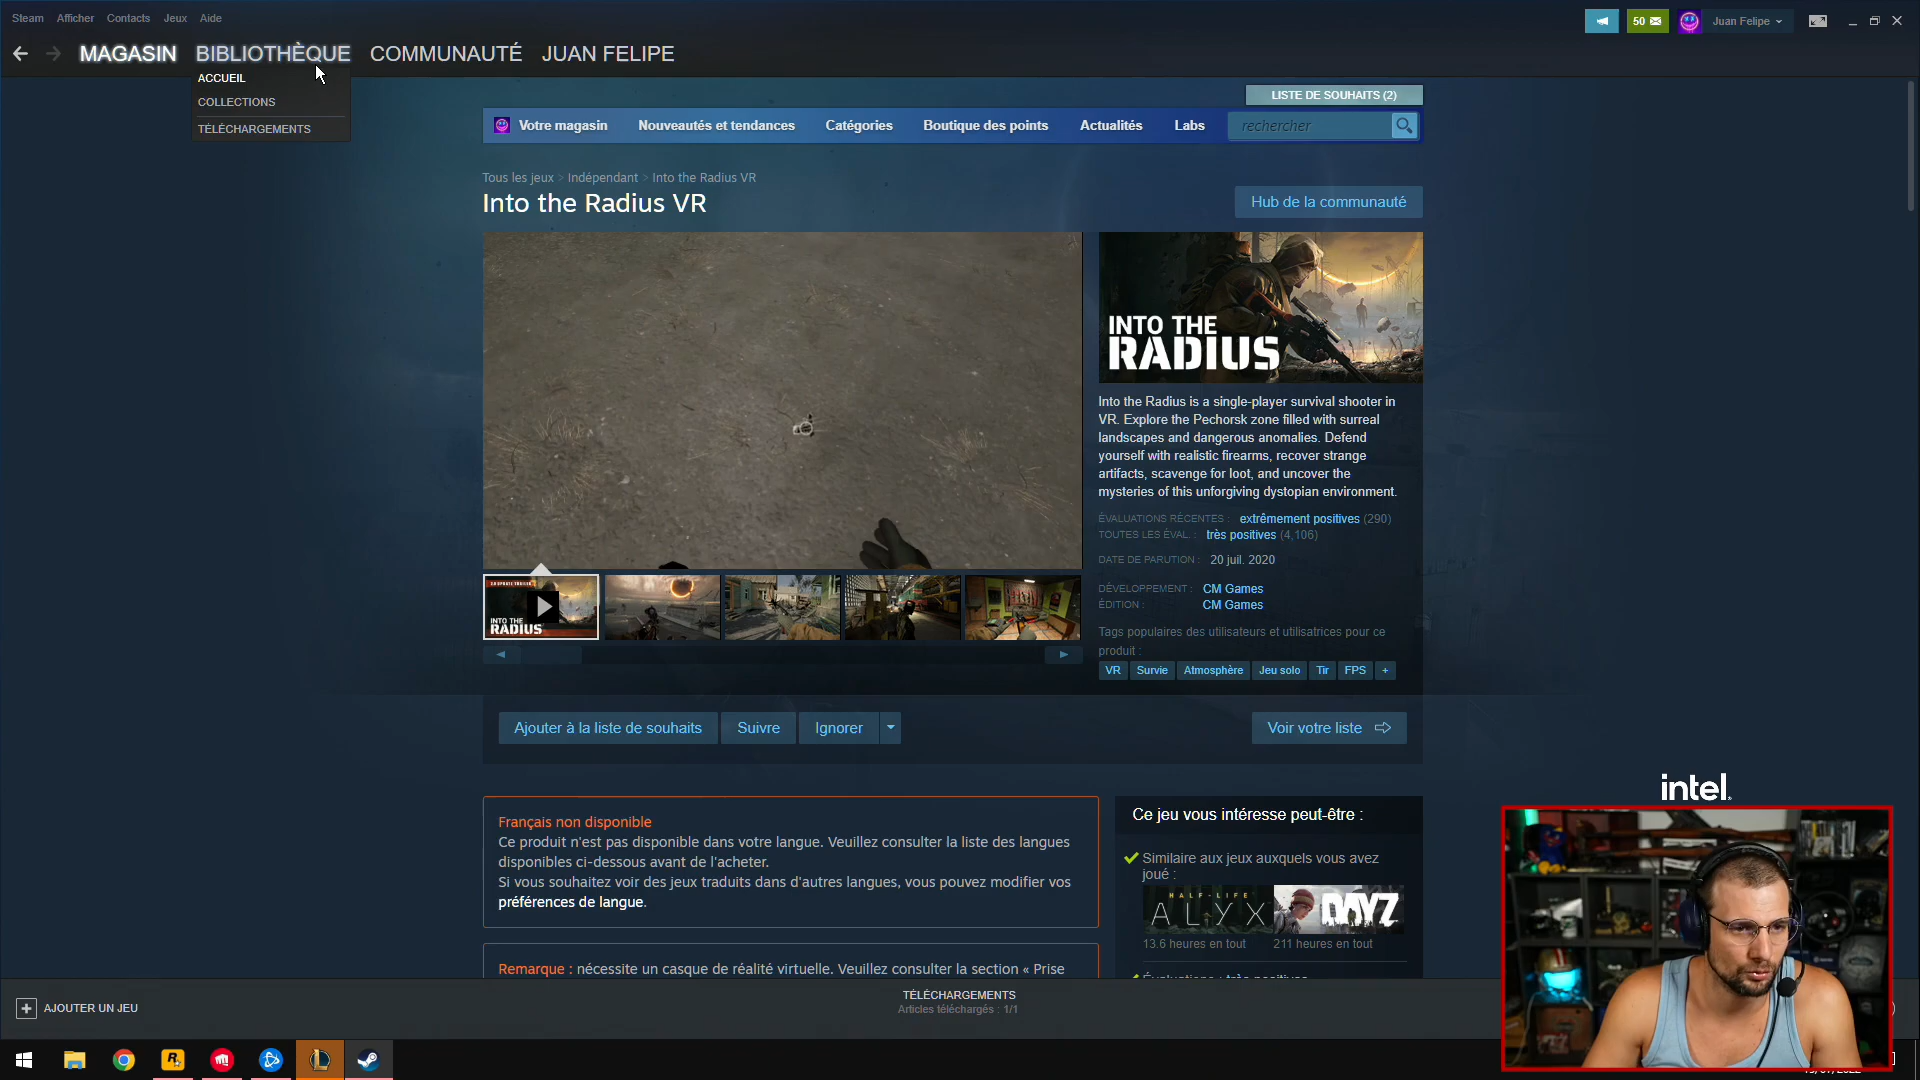 Steam Afficher Contacts Jeux Aide
50 Juan Felipe
MAGASIN BIBLIOTHÈQUE COMMUNAUTÉ JUAN FELIPE
ACCUEIL
COLLECTIONS
TÉLÉCHARGEMENTS
LISTE DE SOUHAITS (2)
Votre magasin Nouveautés et tendances Catégories Boutique des points Actualités Labs rechercher
Tous les jeux > Indépendant > Into the Radius VR
Into the Radius VR
Hub de la communauté
INTO THE
RADIUS
Into the Radius is a single-player survival shooter in
VR. Explore the Pechorsk zone filled with surreal
landscapes and dangerous anomalies. Defend
yourself with realistic firearms, recover strange
artifacts, scavenge for loot, and uncover the
mysteries of this unforgiving dystopian environment.
ÉVALUATIONS RÉCENTES : extrêmement positives (290)
TOUTES LES ÉVAL. : très positives (4,106)
DATE DE PARUTION : 20 juil. 2020
DÉVELOPPEMENT : CM Games
ÉDITION : CM Games
Tags populaires des utilisateurs et utilisatrices pour ce
produit :
VR Survie Atmosphère Jeu solo Tir FPS +
INTO THE
RADIUS
Ajouter à la liste de souhaits Suivre Ignorer Voir votre liste
Français non disponible
Ce produit n'est pas disponible dans votre langue. Veuillez consulter la liste des langues
disponibles ci-dessous avant de l'acheter.
Si vous souhaitez voir des jeux traduits dans d'autres langues, vous pouvez modifier vos
préférences de langue.
Remarque : nécessite un casque de réalité virtuelle. Veuillez consulter la section « Prise
Ce jeu vous intéresse peut-être :
Similaire aux jeux auxquels vous avez
joué :
HALF-LIFE
ALYX
DAYZ
13.6 heures en tout 211 heures en tout
Évaluations : très positives
intel.
AJOUTER UN JEU
TÉLÉCHARGEMENTS
Articles téléchargés : 1/1